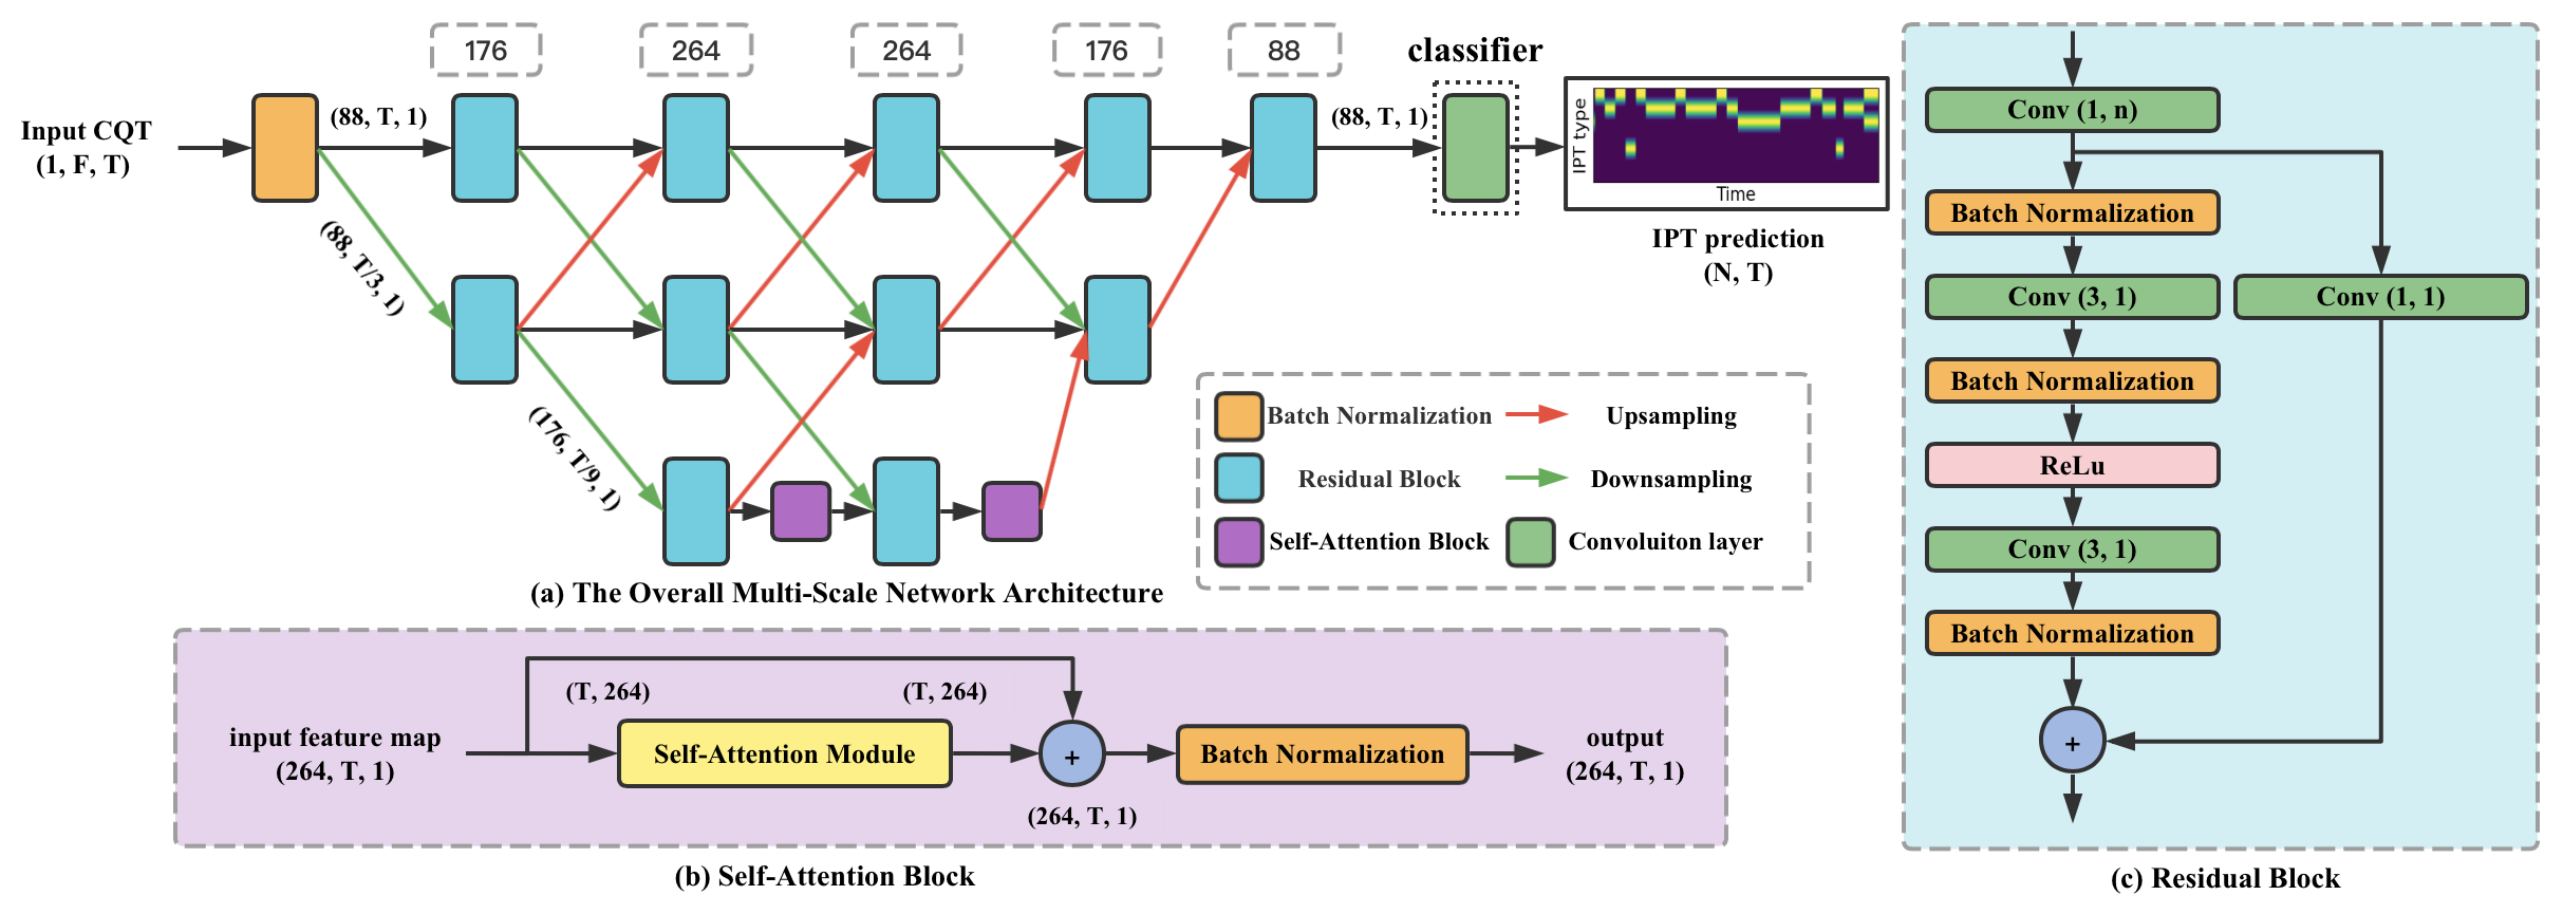 176
264
264
176
88
classifier
Input CQT
(1, F, T)
(88, T, 1)
(88, T/3, 1)
(176, T/9, 1)
(88, T, 1)
IPT type
Time
IPT prediction
(N, T)
Batch Normalization
Upsampling
Residual Block
Downsampling
Self-Attention Block
Convoluiton layer
(a) The Overall Multi-Scale Network Architecture
input feature map
(264, T, 1)
(T, 264)
Self-Attention Module
(T, 264)
+
(264, T, 1)
Batch Normalization
output
(264, T, 1)
(b) Self-Attention Block
Conv (1, n)
Batch Normalization
Conv (3, 1)
Conv (1, 1)
Batch Normalization
ReLu
Conv (3, 1)
Batch Normalization
+
(c) Residual Block